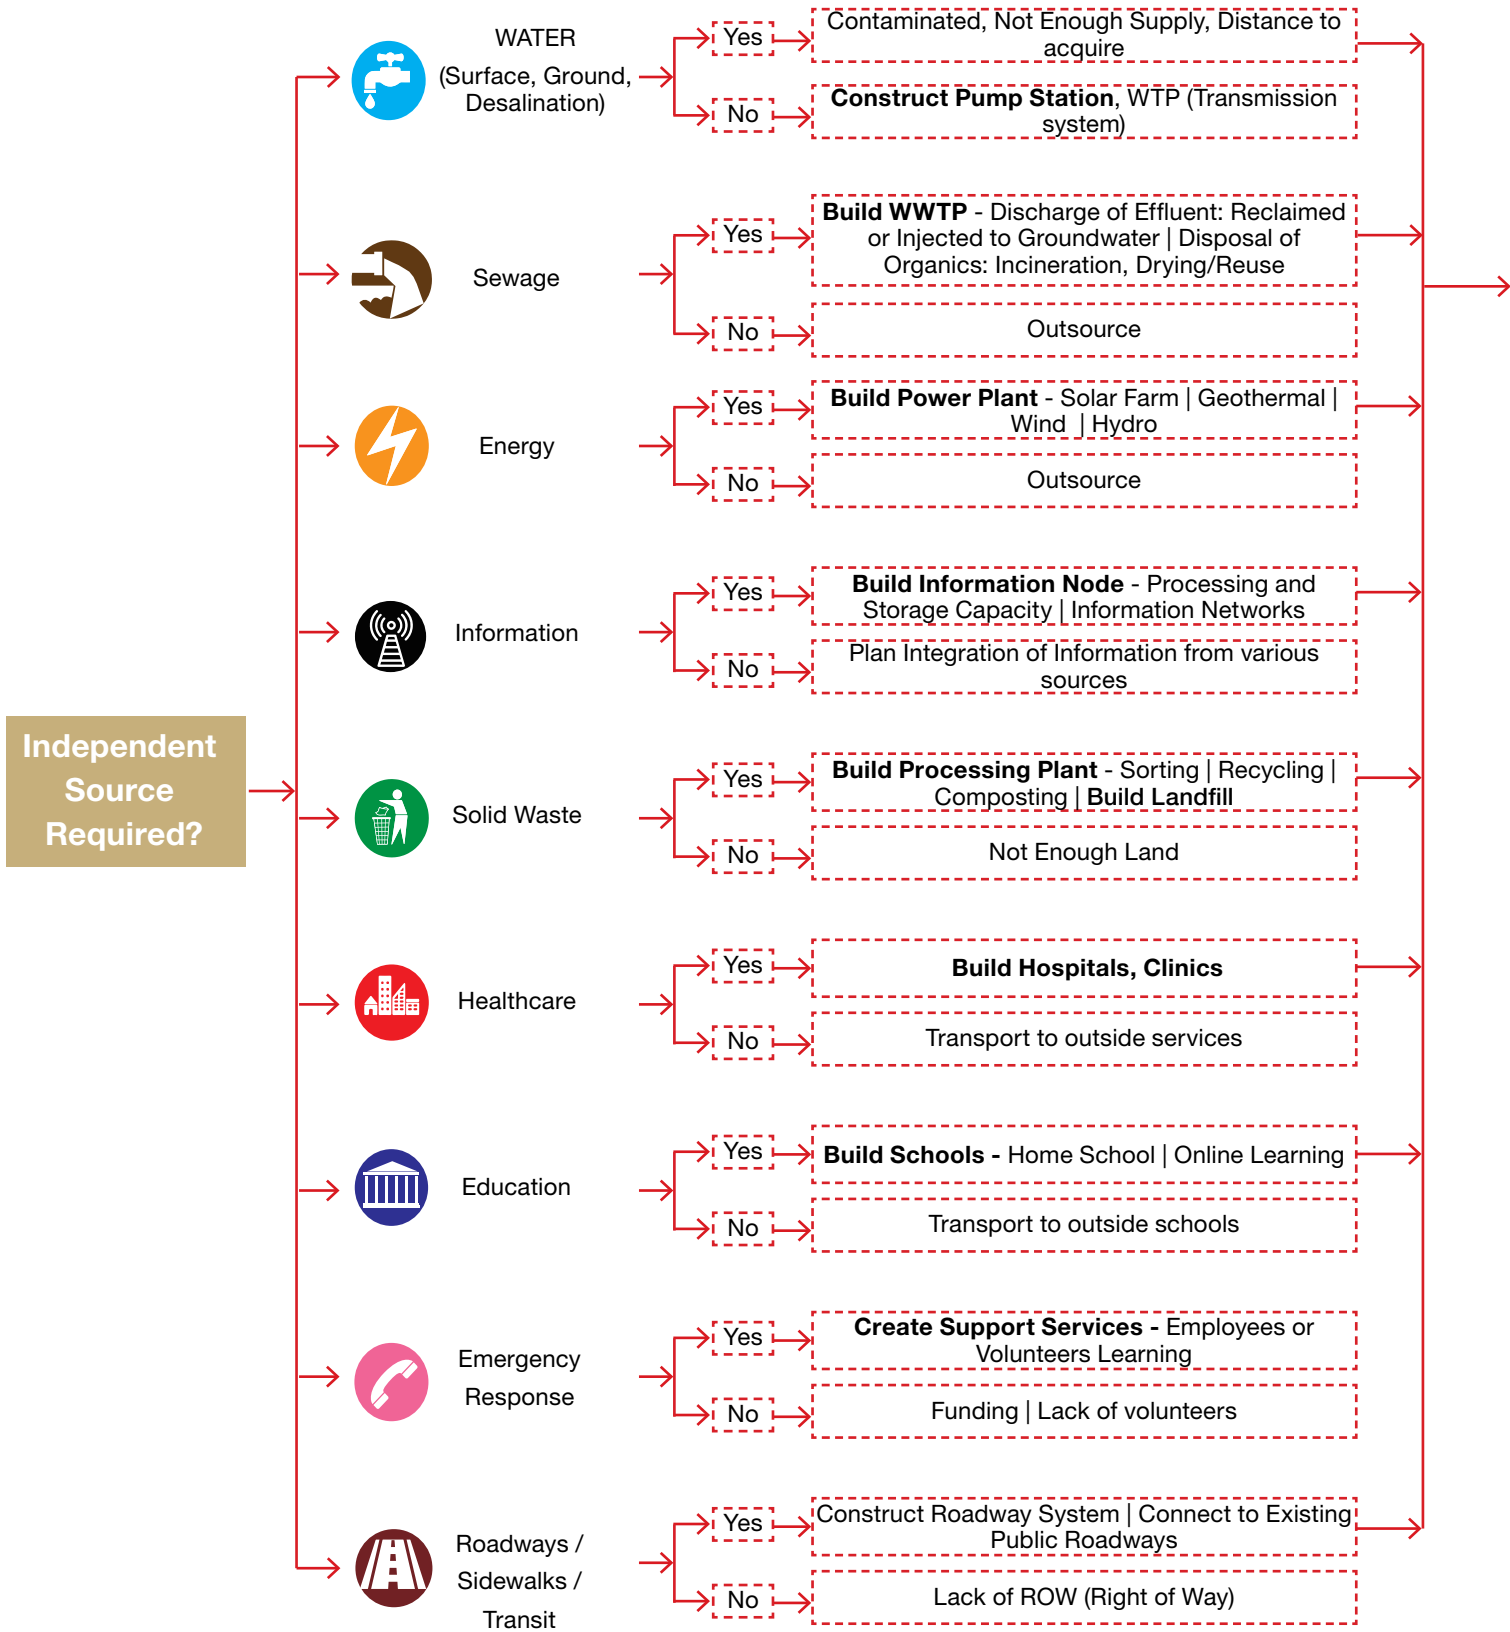 Independent
Source
Required?
WATER
(Surface, Ground,
Desalination)
Yes
Contaminated, Not Enough Supply, Distance to
acquire
No
Construct Pump Station, WTP (Transmission
system)
Sewage
Yes
Build WWTP - Discharge of Effluent: Reclaimed
or Injected to Groundwater | Disposal of
Organics: Incineration, Drying/Reuse
No
Outsource
Energy
Yes
Build Power Plant - Solar Farm | Geothermal |
Wind | Hydro
No
Outsource
Information
Yes
Build Information Node - Processing and
Storage Capacity | Information Networks
No
Plan Integration of Information from various
sources
Solid Waste
Yes
Build Processing Plant - Sorting | Recycling |
Composting | Build Landfill
No
Not Enough Land
Healthcare
Yes
Build Hospitals, Clinics
No
Transport to outside services
Education
Yes
Build Schools - Home School | Online Learning
No
Transport to outside schools
Emergency
Response
Yes
Create Support Services - Employees or
Volunteers Learning
No
Funding | Lack of volunteers
Roadways /
Sidewalks /
Transit
Yes
Construct Roadway System | Connect to Existing
Public Roadways
No
Lack of ROW (Right of Way)